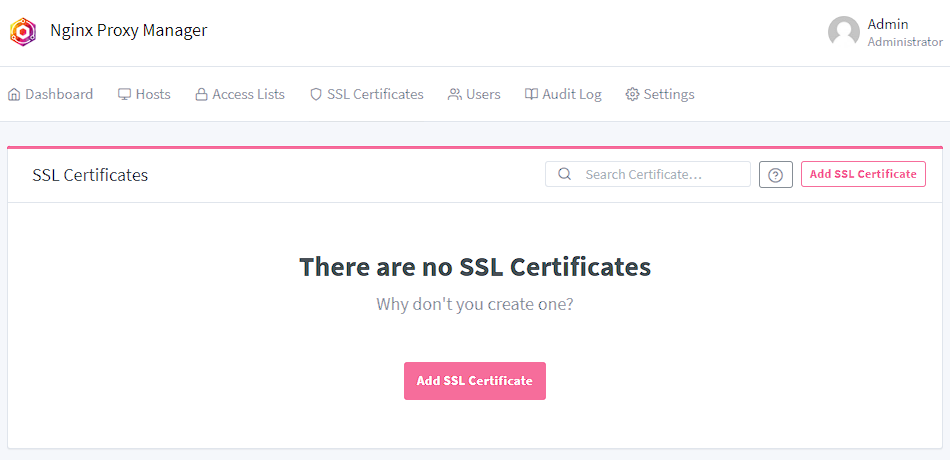 Nginx Proxy Manager
Admin
Administrator
Dashboard Hosts Access Lists SSL Certificates Users Audit Log Settings
SSL Certificates Search Certificate... Add SSL Certificate
There are no SSL Certificates
Why don't you create one?
Add SSL Certificate